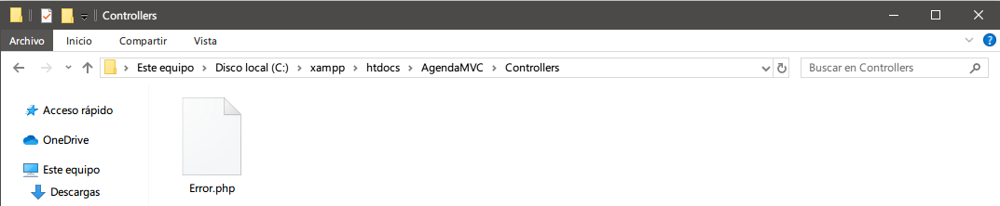 Controllers
Archivo Inicio Compartir Vista
Este equipo Disco local (C:) xampp htdocs AgendaMVC Controllers Buscar en Controllers
Acceso rápido
OneDrive
Este equipo
Descargas
Error.php